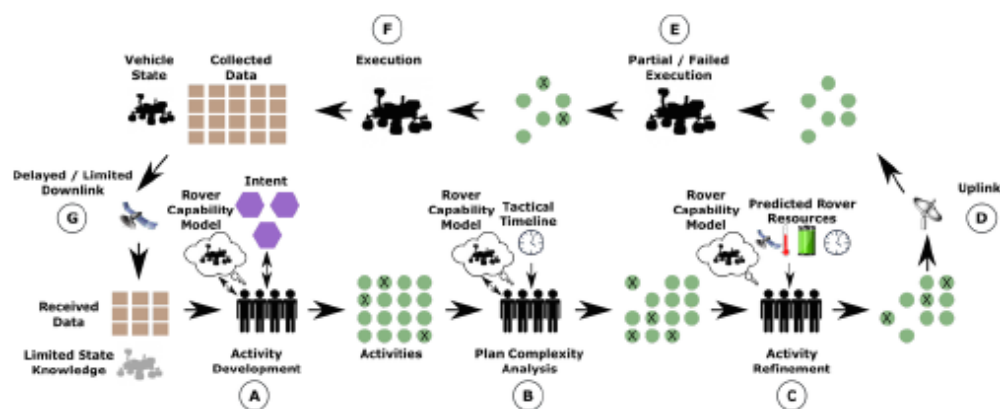 F
E
Vehicle
State
Collected
Data
Execution
Partial / Failed
Execution
X
X
Delayed / Limited
Downlink
G
Intent
Rover
Capability
Model
Rover
Capability
Model
Tactical
Timeline
Rover
Capability
Model
Predicted Rover
Resources
Uplink
D
Received
Data
Limited State
Knowledge
X
X
X
X
X
X
X
X
X
Activity
Development
Activities
Plan Complexity
Analysis
Activity
Refinement
A
B
C